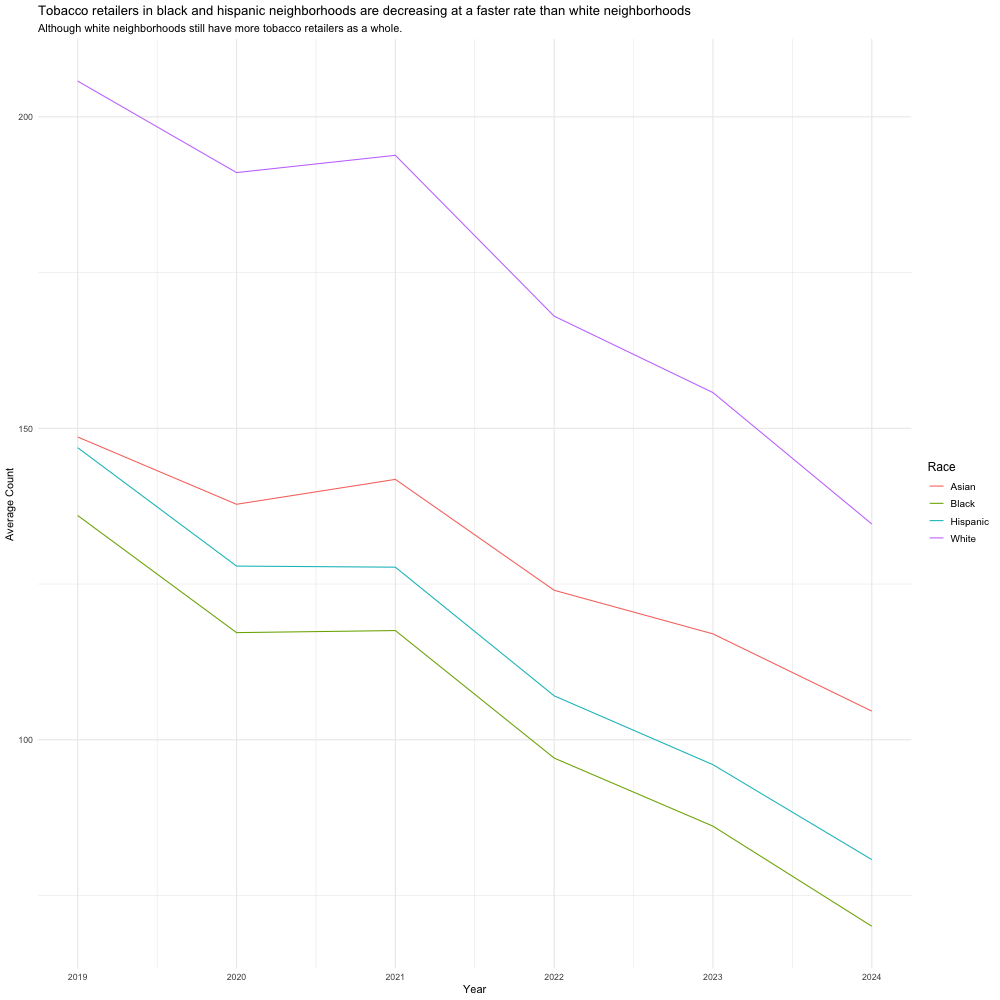 Tobacco retailers in black and hispanic neighborhoods are decreasing at a faster rate than white neighborhoods
Although white neighborhoods still have more tobacco retailers as a whole.
200
150
100
Average Count
2019
2020
2021
2022
2023
2024
Year
Race
Asian
Black
Hispanic
White